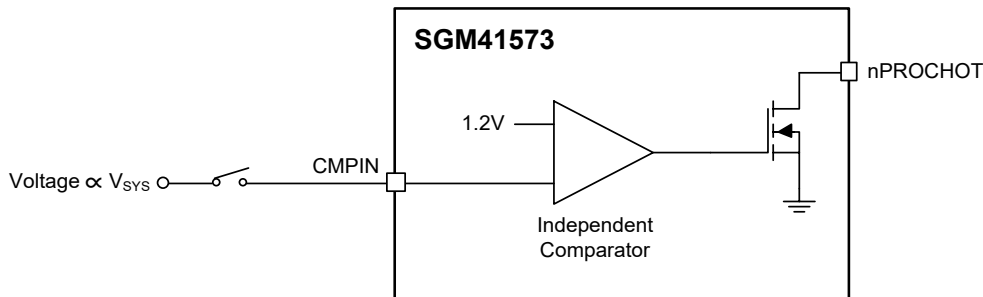 SGM41573
nPROCHOT
1.2V
CMPIN
Voltage ∝ VSYS
Independent
Comparator